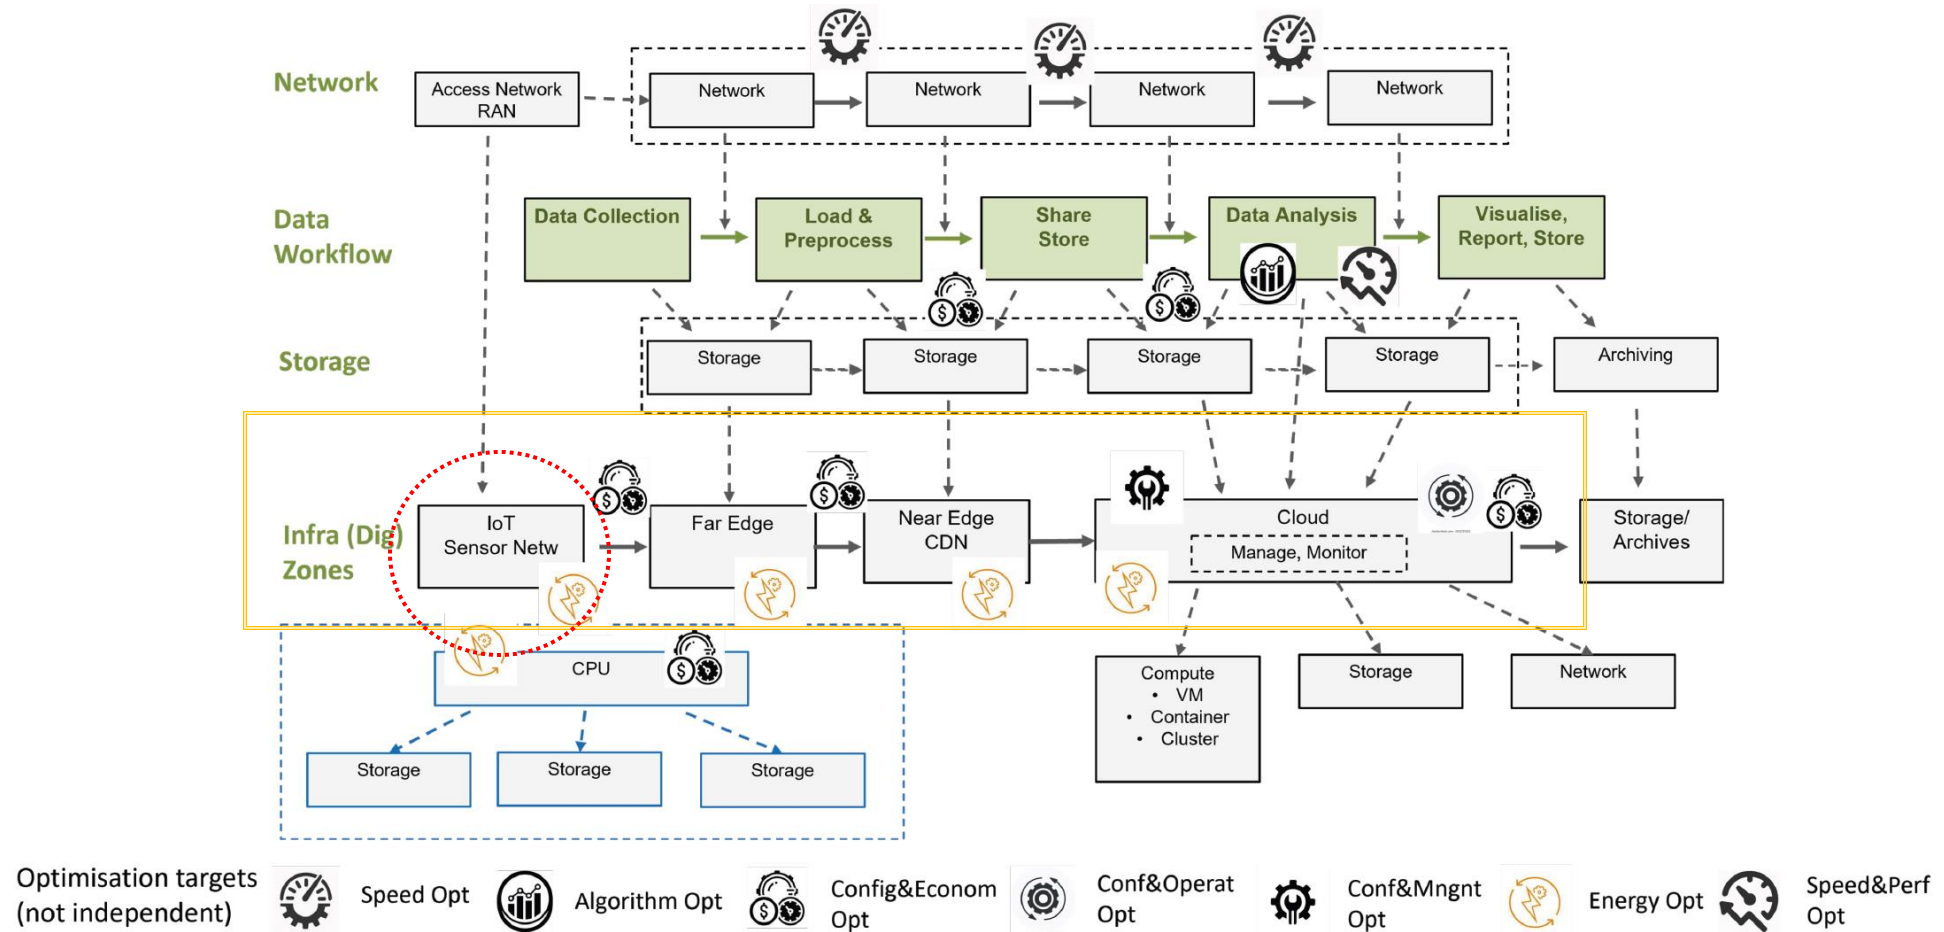 Network
Access Network
RAN
Network
Network
Network
Network
Data
Workflow
Data Collection
Load &
Preprocess
Share
Store
Data Analysis
Visualise,
Report, Store
$
$
Storage
Storage
Storage
Storage
Storage
Archiving
$
$
$
Infra (Dig)
Zones
IoT
Sensor Netw
Far Edge
Near Edge
CDN
Cloud
Manage, Monitor
Storage/
Archives
CPU
$
Storage
Storage
Storage
Compute
• VM
• Container
• Cluster
Storage
Network
Optimisation targets
(not independent)
Speed Opt
Algorithm Opt
$
Config&Econom
Opt
Conf&Operat
Opt
Conf&Mngnt
Opt
Energy Opt
Speed&Perf
Opt